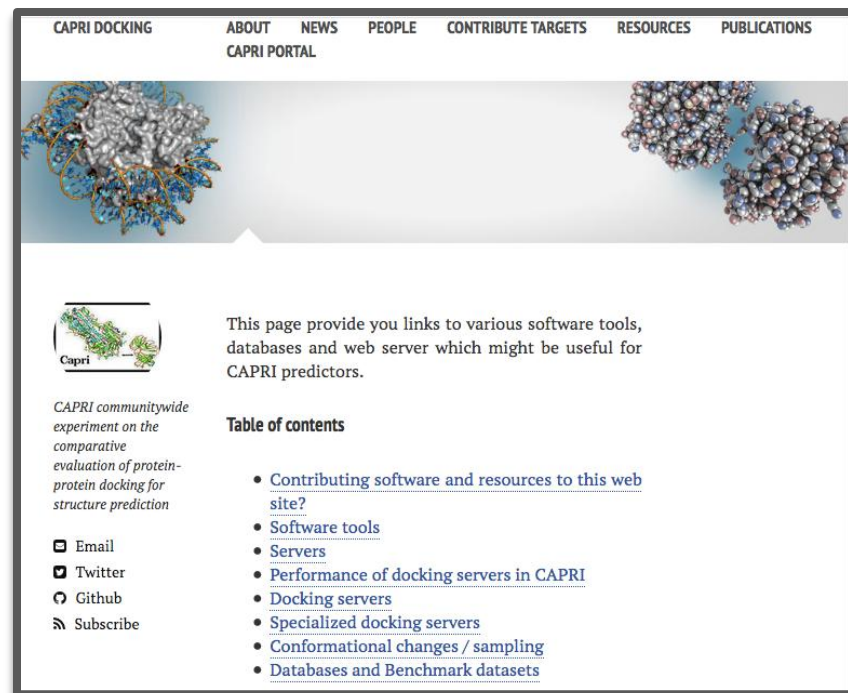 CAPRI DOCKING
ABOUT NEWS PEOPLE CONTRIBUTE TARGETS RESOURCES PUBLICATIONS
CAPRI PORTAL
Capri
CAPRI communitywide
experiment on the
comparative
evaluation of protein-
protein docking for
structure prediction
Email
Twitter
Github
Subscribe
This page provide you links to various software tools,
databases and web server which might be useful for
CAPRI predictors.
Table of contents
Contributing software and resources to this web
site?
Software tools
Servers
Performance of docking servers in CAPRI
Docking servers
Specialized docking servers
Conformational changes / sampling
Databases and Benchmark datasets